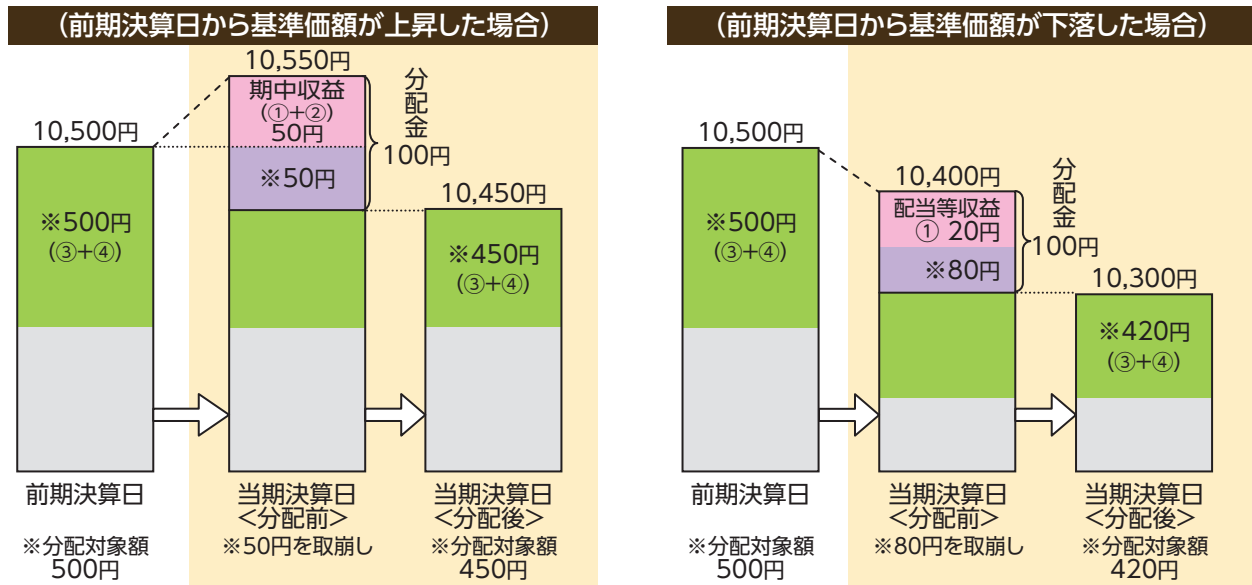 (前期決算日から基準価額が上昇した場合)
10,550円
期中収益
(①+②)
50円
※50円
分配金
100円
10,500円
※500円
(③+④)
10,450円
※450円
(③+④)
前期決算日
※分配対象額
500円
当期決算日
<分配前>
※50円を取崩し
当期決算日
<分配後>
※分配対象額
450円
(前期決算日から基準価額が下落した場合)
10,500円
※500円
(③+④)
10,400円
配当等収益
① 20円
※80円
分配金
100円
10,300円
※420円
(③+④)
前期決算日
※分配対象額
500円
当期決算日
<分配前>
※80円を取崩し
当期決算日
<分配後>
※分配対象額
420円